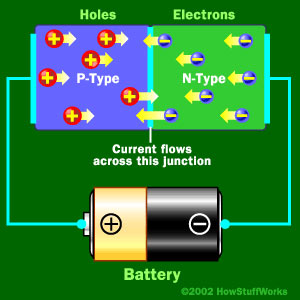 Holes Electrons
P-Type N-Type
Current flows
across this junction
Battery
©2002 HowStuffWorks